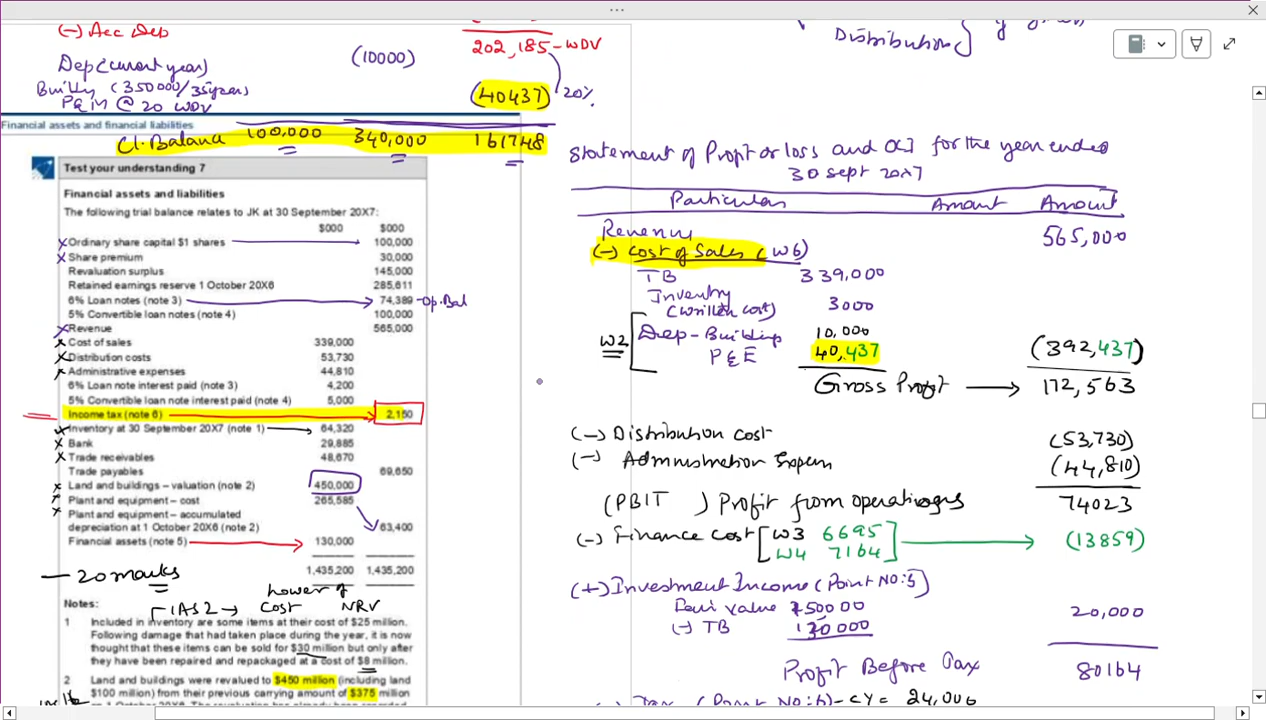 (-) Acc Dep
202,185-WDV
Dep (current year)
(10000)
Building (350000/35years)
P&M @ 20 WDV
(40437) 20%
Financial assets and financial liabilities
Cl. Balance 100,000 340,000 161748
Test your understanding 7
Financial assets and liabilities
The following trial balance relates to JK at 30 September 20X7:
$000 $000
Ordinary share capital $1 shares 100,000
Share premium 30,000
Revaluation surplus 145,000
Retained earnings reserve 1 October 20X6 285,611
6% Loan notes (note 3) 74,389 -Op.Bal
5% Convertible loan notes (note 4) 100,000
Revenue 565,000
Cost of sales 339,000
Distribution costs 53,730
Administrative expenses 44,810
6% Loan note interest paid (note 3) 4,200
5% Convertible loan note interest paid (note 4) 5,000
Income tax (note 6) 2,150
Inventory at 30 September 20X7 (note 1) 64,320
Bank 29,885
Trade receivables 48,670
Trade payables 69,650
Land and buildings – valuation (note 2) 450,000
Plant and equipment – cost 265,585
Plant and equipment – accumulated
depreciation at 1 October 20X6 (note 2) 63,400
Financial assets (note 5) 130,000
1,435,200 1,435,200
— 20 marks
Lower of
IAS2 → Cost NRV
Notes:
1 Included in inventory are some items at their cost of $25 million.
Following damage that had taken place during the year, it is now
thought that these items can be sold for $30 million but only after
they have been repaired and repackaged at a cost of $8 million.
2 Land and buildings were revalued to $450 million (including land
$100 million) from their previous carrying amount of $375 million
Distribution}
Statement of Profit or loss and OCI for the year ended
30 Sept 20X7
Particulars Amount Amount
Revenue 565,000
(-) Cost of Sales (W6)
TB 339,000
Inventry (written cost) 3000
W2 [Dep-Building 10,000
P&E 40,437 (392,437)
Gross Profit → 172,563
(-) Distribution Cost (53,730)
(-) Administration Expen (44,810)
(PBIT ) Profit from operations 74023
(-) Finance Cost [W3 6695
W4 7164] → (13859)
(+) Investment Income (Point NO:5)
Fair value 150000 20,000
(-) TB 130000
Profit Before Tax 80164
(Point NO:6)- CY= 24,000